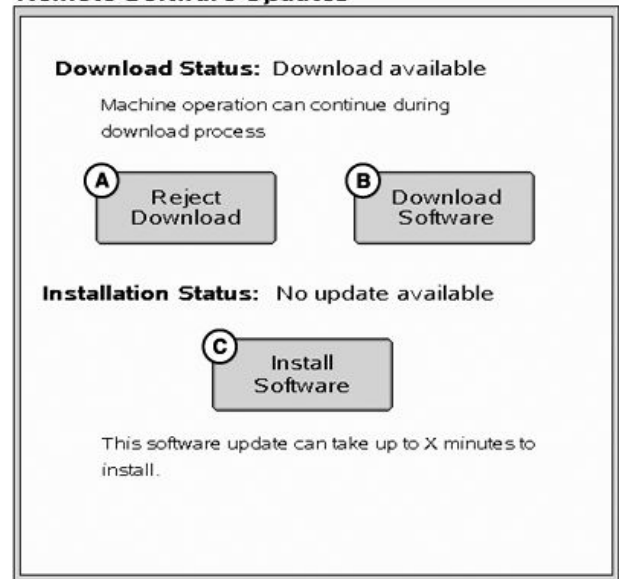 Remote Software Updates
Download Status: Download available
Machine operation can continue during
download process
A
Reject
Download
B
Download
Software
Installation Status: No update available
C
Install
Software
This software update can take up to X minutes to
install.